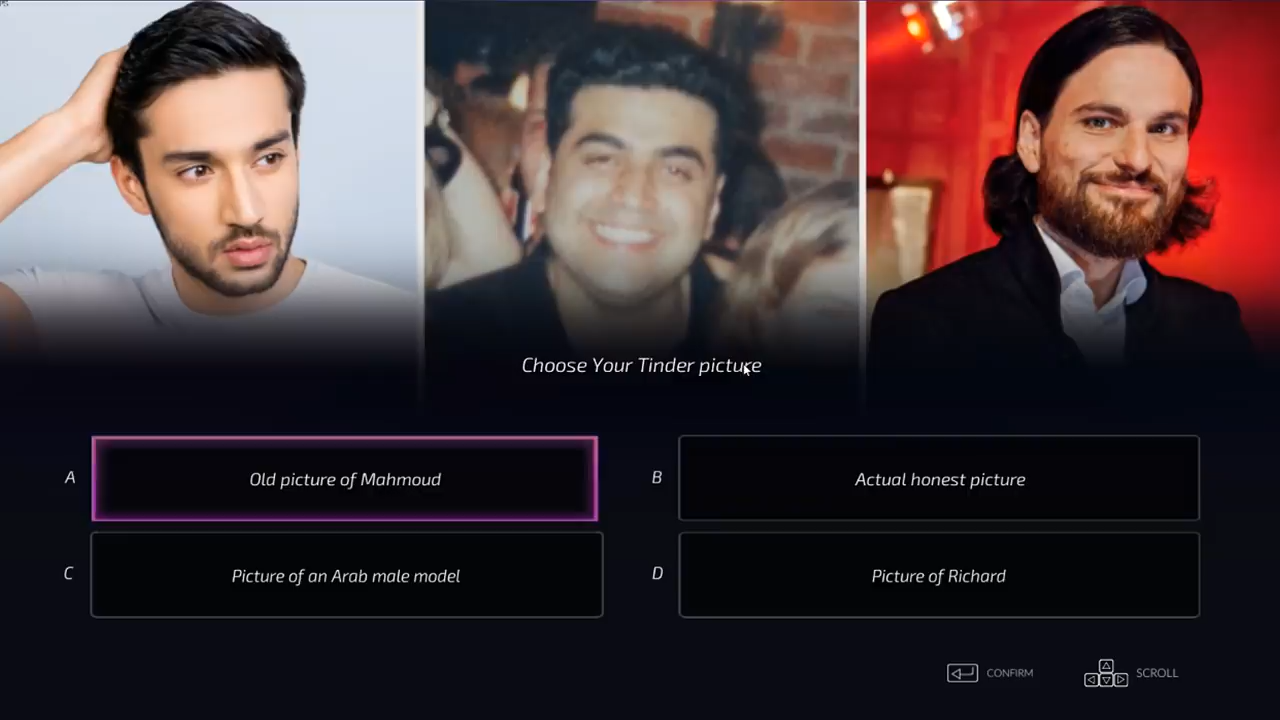 PS
Choose Your Tinder picture
A
Old picture of Mahmoud
B
Actual honest picture
C
Picture of an Arab male model
D
Picture of Richard
CONFIRM
SCROLL